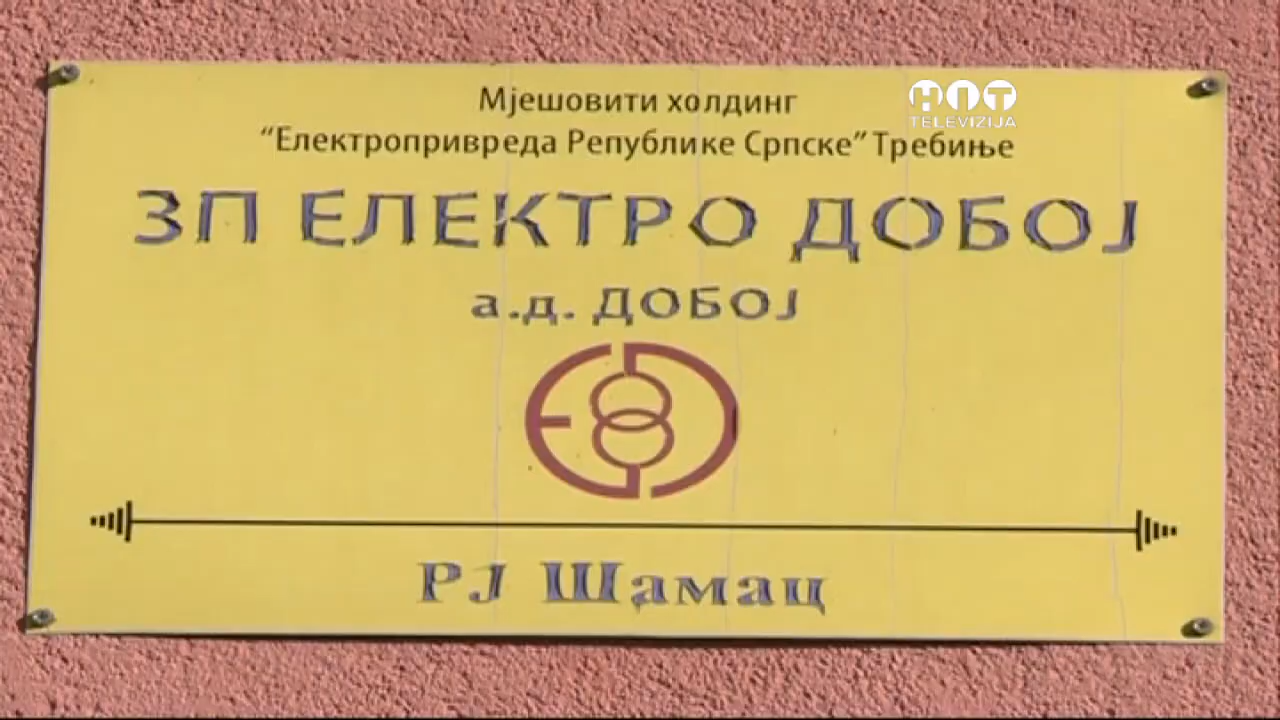 Мјешовити холдинг
“Електропривреда Републике Српске” Требиње
ЗП ЕЛЕКТРО ДОБОЈ
а.д. ДОБОЈ
РЈ Шамац
HIT
TELEVIZIJA